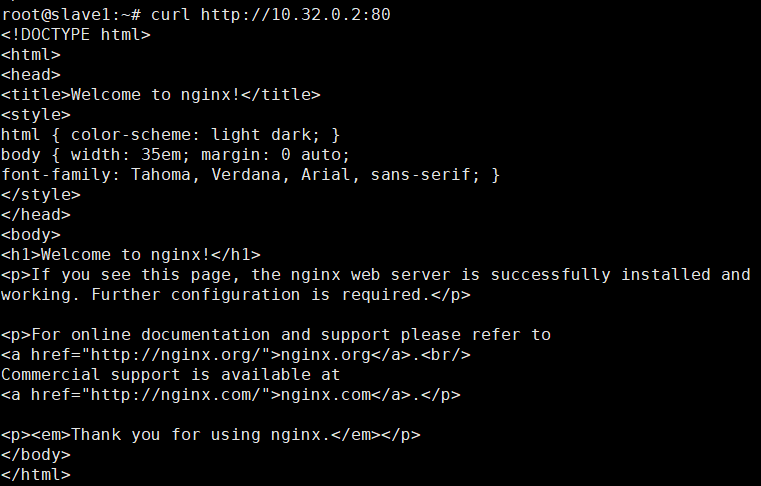 root@slave1:~# curl http://10.32.0.2:80
<!DOCTYPE html>
<html>
<head>
<title>Welcome to nginx!</title>
<style>
html { color-scheme: light dark; }
body { width: 35em; margin: 0 auto;
font-family: Tahoma, Verdana, Arial, sans-serif; }
</style>
</head>
<body>
<h1>Welcome to nginx!</h1>
<p>If you see this page, the nginx web server is successfully installed and
working. Further configuration is required.</p>

<p>For online documentation and support please refer to
<a href="http://nginx.org/">nginx.org</a>.<br/>
Commercial support is available at
<a href="http://nginx.com/">nginx.com</a>.</p>

<p><em>Thank you for using nginx.</em></p>
</body>
</html>